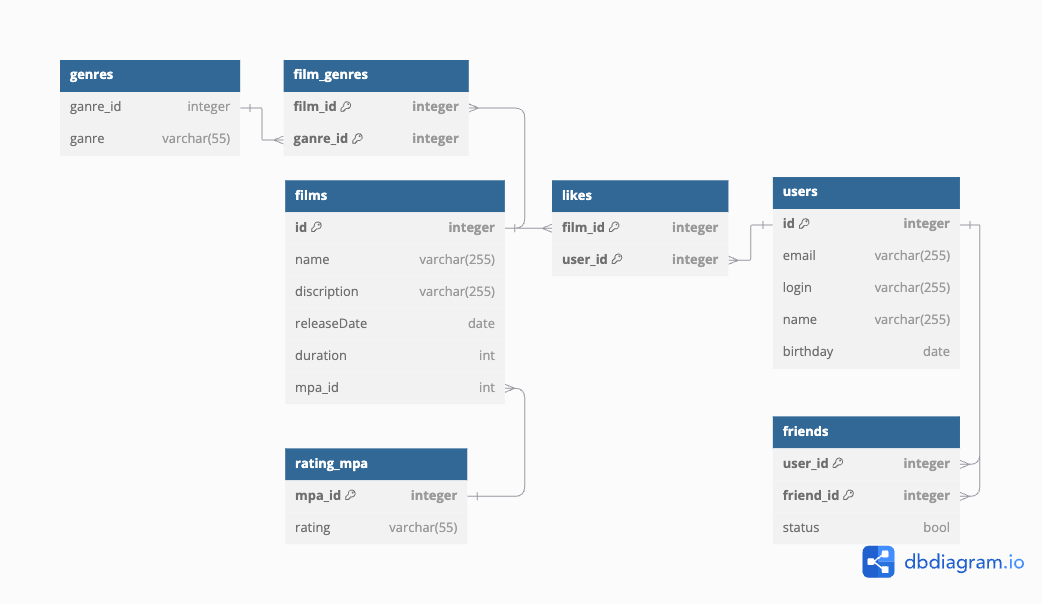 genres
ganre_id integer
ganre varchar(55)
film_genres
film_id integer
ganre_id integer
films
id integer
name varchar(255)
discription varchar(255)
releaseDate date
duration int
mpa_id int
likes
film_id integer
user_id integer
users
id integer
email varchar(255)
login varchar(255)
name varchar(255)
birthday date
rating_mpa
mpa_id integer
rating varchar(55)
friends
user_id integer
friend_id integer
status bool
dbdiagram.io